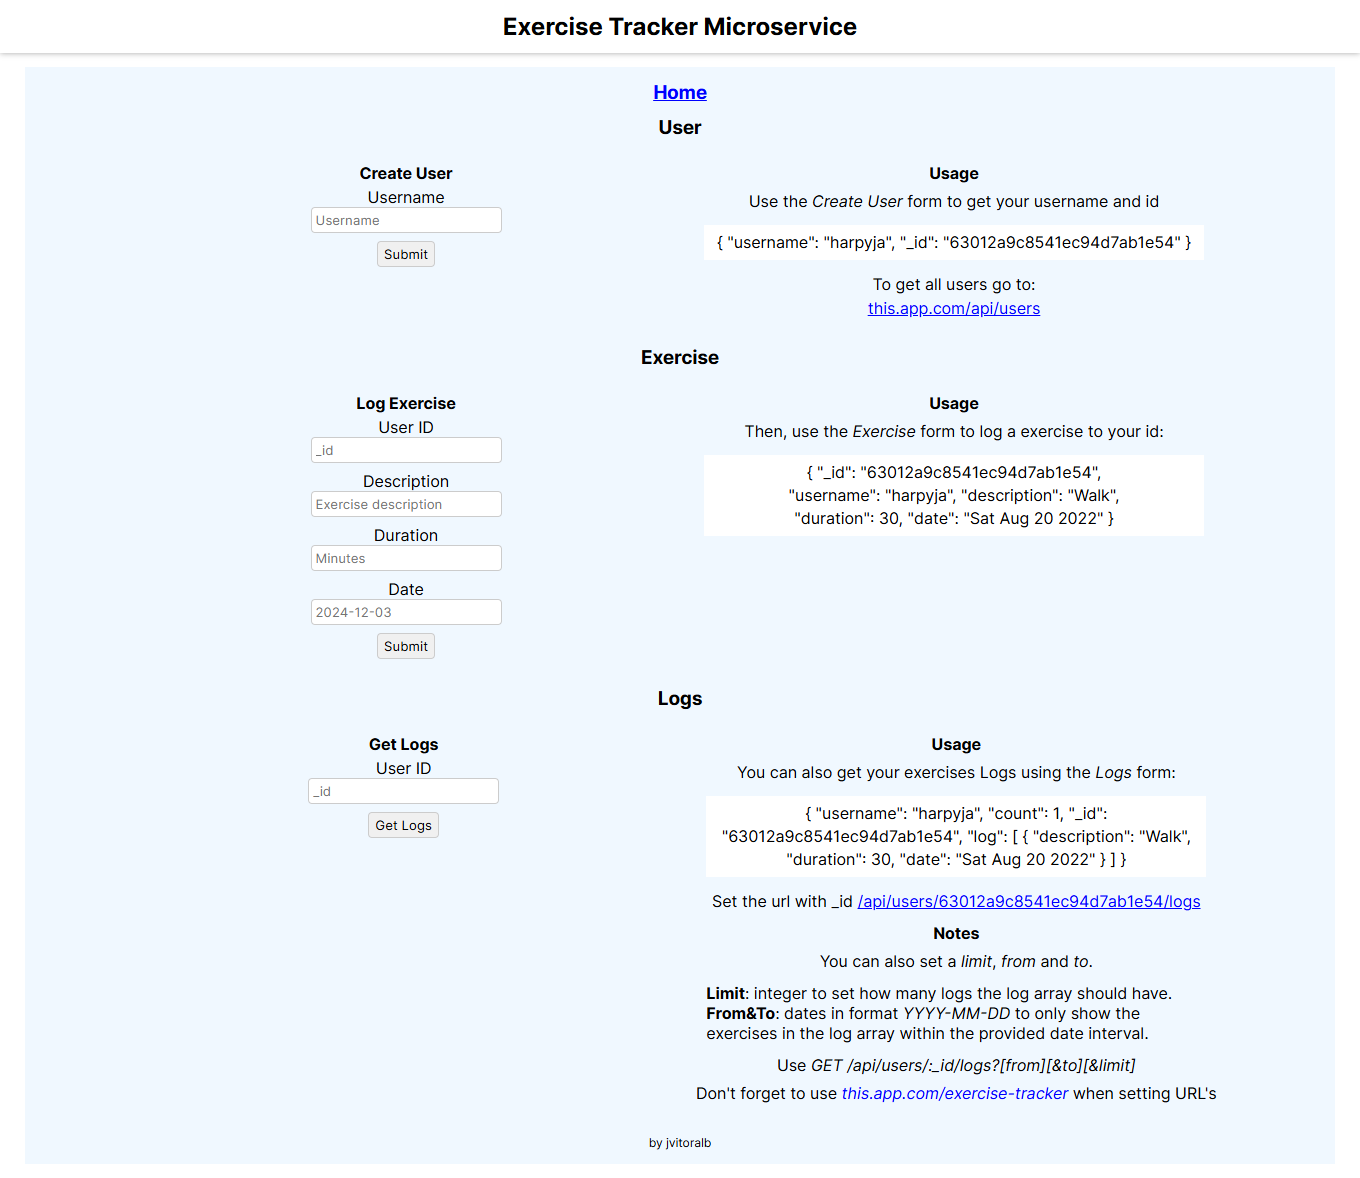 Exercise Tracker Microservice
Home
User
Create User
Username
Username
Submit
Usage
Use the Create User form to get your username and id
{ "username": "harpyja", "_id": "63012a9c8541ec94d7ab1e54" }
To get all users go to:
this.app.com/api/users
Exercise
Log Exercise
User ID
_id
Description
Exercise description
Duration
Minutes
Date
2024-12-03
Submit
Usage
Then, use the Exercise form to log a exercise to your id:
{ "_id": "63012a9c8541ec94d7ab1e54",
"username": "harpyja", "description": "Walk",
"duration": 30, "date": "Sat Aug 20 2022" }
Logs
Get Logs
User ID
_id
Get Logs
Usage
You can also get your exercises Logs using the Logs form:
{ "username": "harpyja", "count": 1, "_id":
"63012a9c8541ec94d7ab1e54", "log": [ { "description": "Walk",
"duration": 30, "date": "Sat Aug 20 2022" } ] }
Set the url with _id /api/users/63012a9c8541ec94d7ab1e54/logs
Notes
You can also set a limit, from and to.
Limit: integer to set how many logs the log array should have.
From&To: dates in format YYYY-MM-DD to only show the
exercises in the log array within the provided date interval.
Use GET /api/users/:_id/logs?[from][&to][&limit]
Don't forget to use this.app.com/exercise-tracker when setting URL's
by jvitoralb